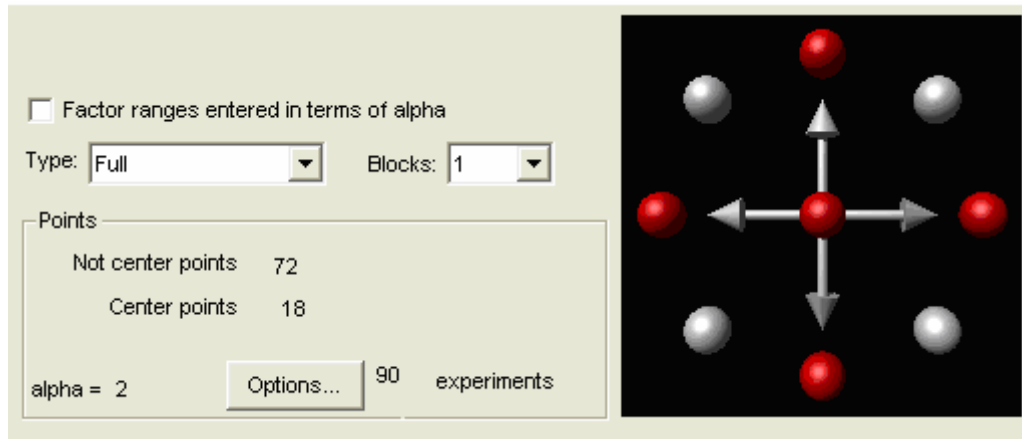 Factor ranges entered in terms of alpha
Type: Full Blocks: 1
Points
Not center points 72
Center points 18
alpha = 2 Options... 90 experiments